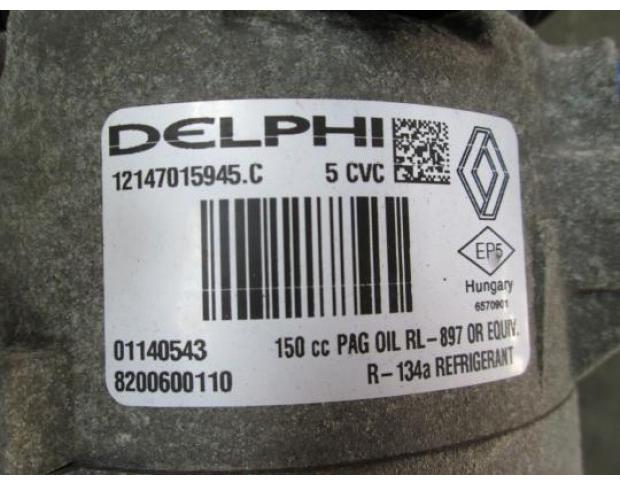 DELPHI
12147015945.C 5 CVC
EP5
Hungary
6570901
01140543 150 cc PAG OIL RL-897 OR EQUIV.
8200600110 R-134a REFRIGERANT